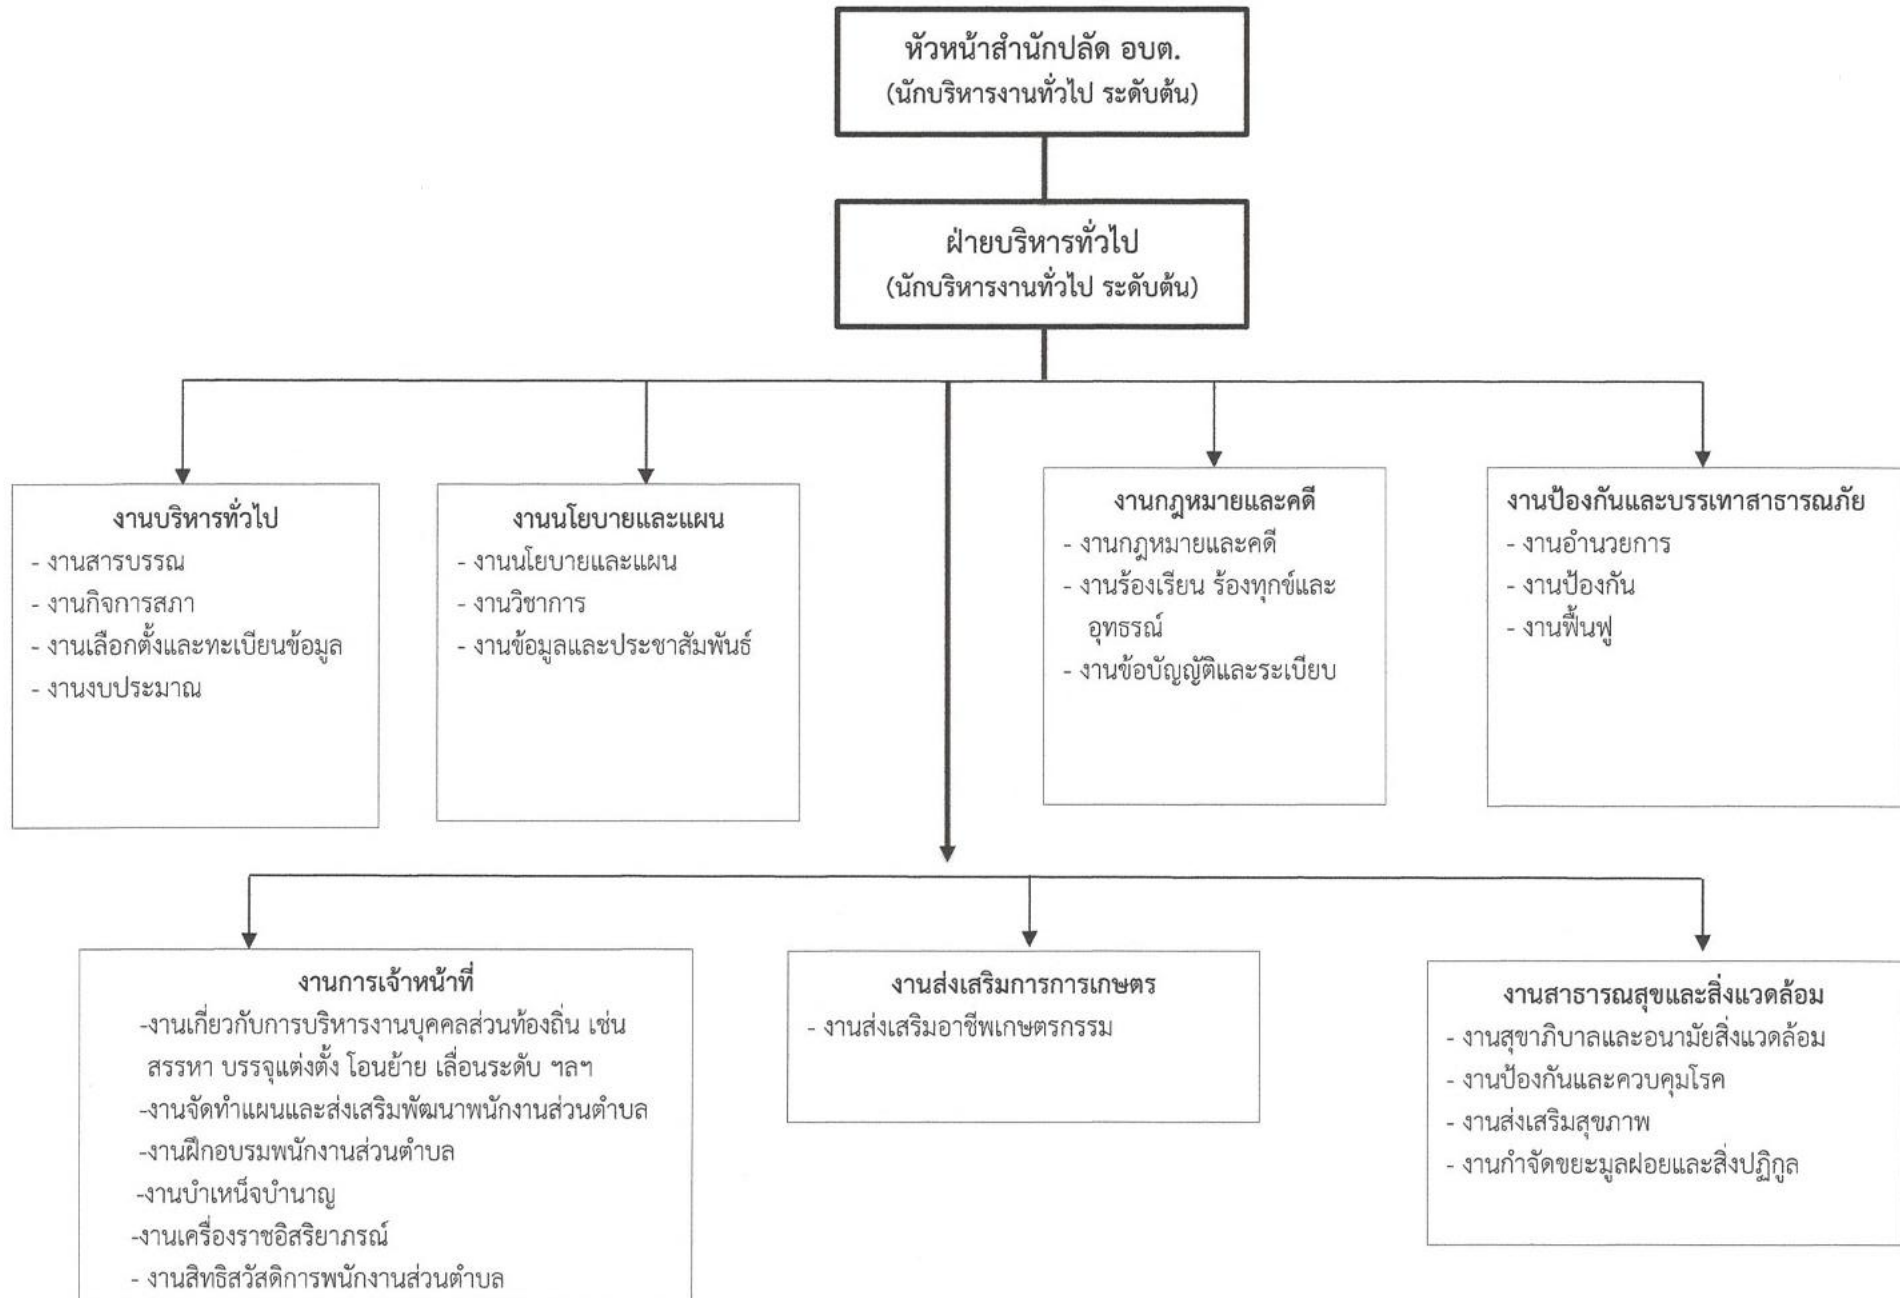 หัวหน้าสำนักปลัด อบต.
(นักบริหารงานทั่วไป ระดับต้น)
ฝ่ายบริหารทั่วไป
(นักบริหารงานทั่วไป ระดับต้น)
งานบริหารทั่วไป
- งานสารบรรณ
- งานกิจการสภา
- งานเลือกตั้งและทะเบียนข้อมูล
- งานงบประมาณ
งานนโยบายและแผน
- งานนโยบายและแผน
- งานวิชาการ
- งานข้อมูลและประชาสัมพันธ์
งานกฎหมายและคดี
- งานกฎหมายและคดี
- งานร้องเรียน ร้องทุกข์และ
อุทธรณ์
- งานข้อบัญญัติและระเบียบ
งานป้องกันและบรรเทาสาธารณภัย
- งานอำนวยการ
- งานป้องกัน
- งานฟื้นฟู
งานการเจ้าหน้าที่
-งานเกี่ยวกับการบริหารงานบุคคลส่วนท้องถิ่น เช่น
สรรหา บรรจุแต่งตั้ง โอนย้าย เลื่อนระดับ ฯลฯ
-งานจัดทำแผนและส่งเสริมพัฒนาพนักงานส่วนตำบล
-งานฝึกอบรมพนักงานส่วนตำบล
-งานบำเหน็จบำนาญ
-งานเครื่องราชอิสริยาภรณ์
- งานสิทธิสวัสดิการพนักงานส่วนตำบล
งานส่งเสริมการการเกษตร
- งานส่งเสริมอาชีพเกษตรกรรม
งานสาธารณสุขและสิ่งแวดล้อม
- งานสุขาภิบาลและอนามัยสิ่งแวดล้อม
- งานป้องกันและควบคุมโรค
- งานส่งเสริมสุขภาพ
- งานกำจัดขยะมูลฝอยและสิ่งปฏิกูล